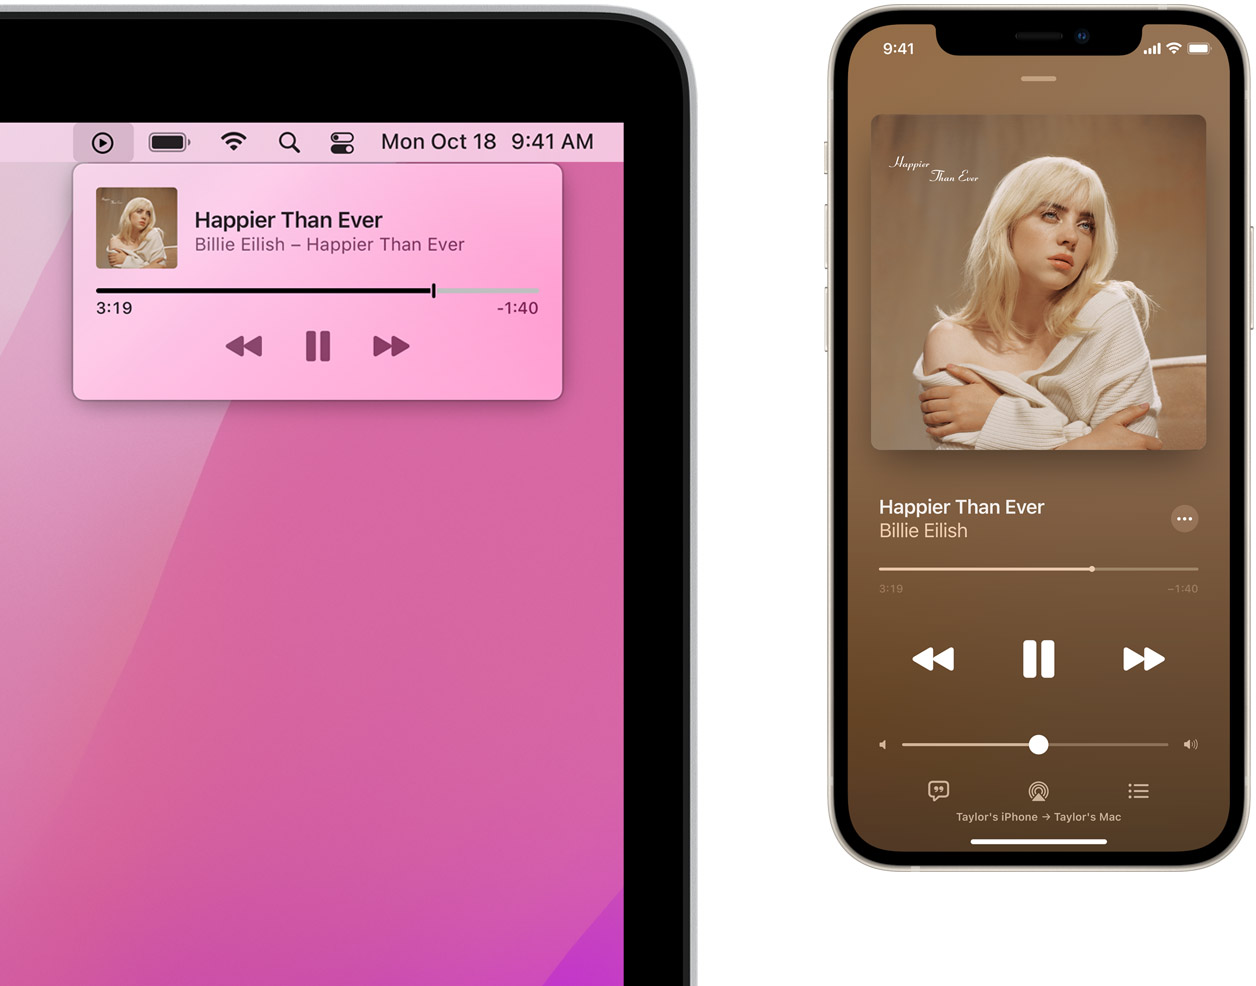 Mon Oct 18 9:41 AM
Happier Than Ever
Billie Eilish – Happier Than Ever
3:19
-1:40
9:41
Happier
Than Ever
Happier Than Ever
Billie Eilish
3:19
-1:40
Taylor's iPhone → Taylor's Mac